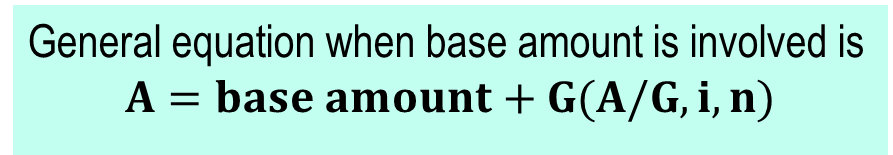 General equation when base amount is involved is
A = base amount + G(A/G, i, n)